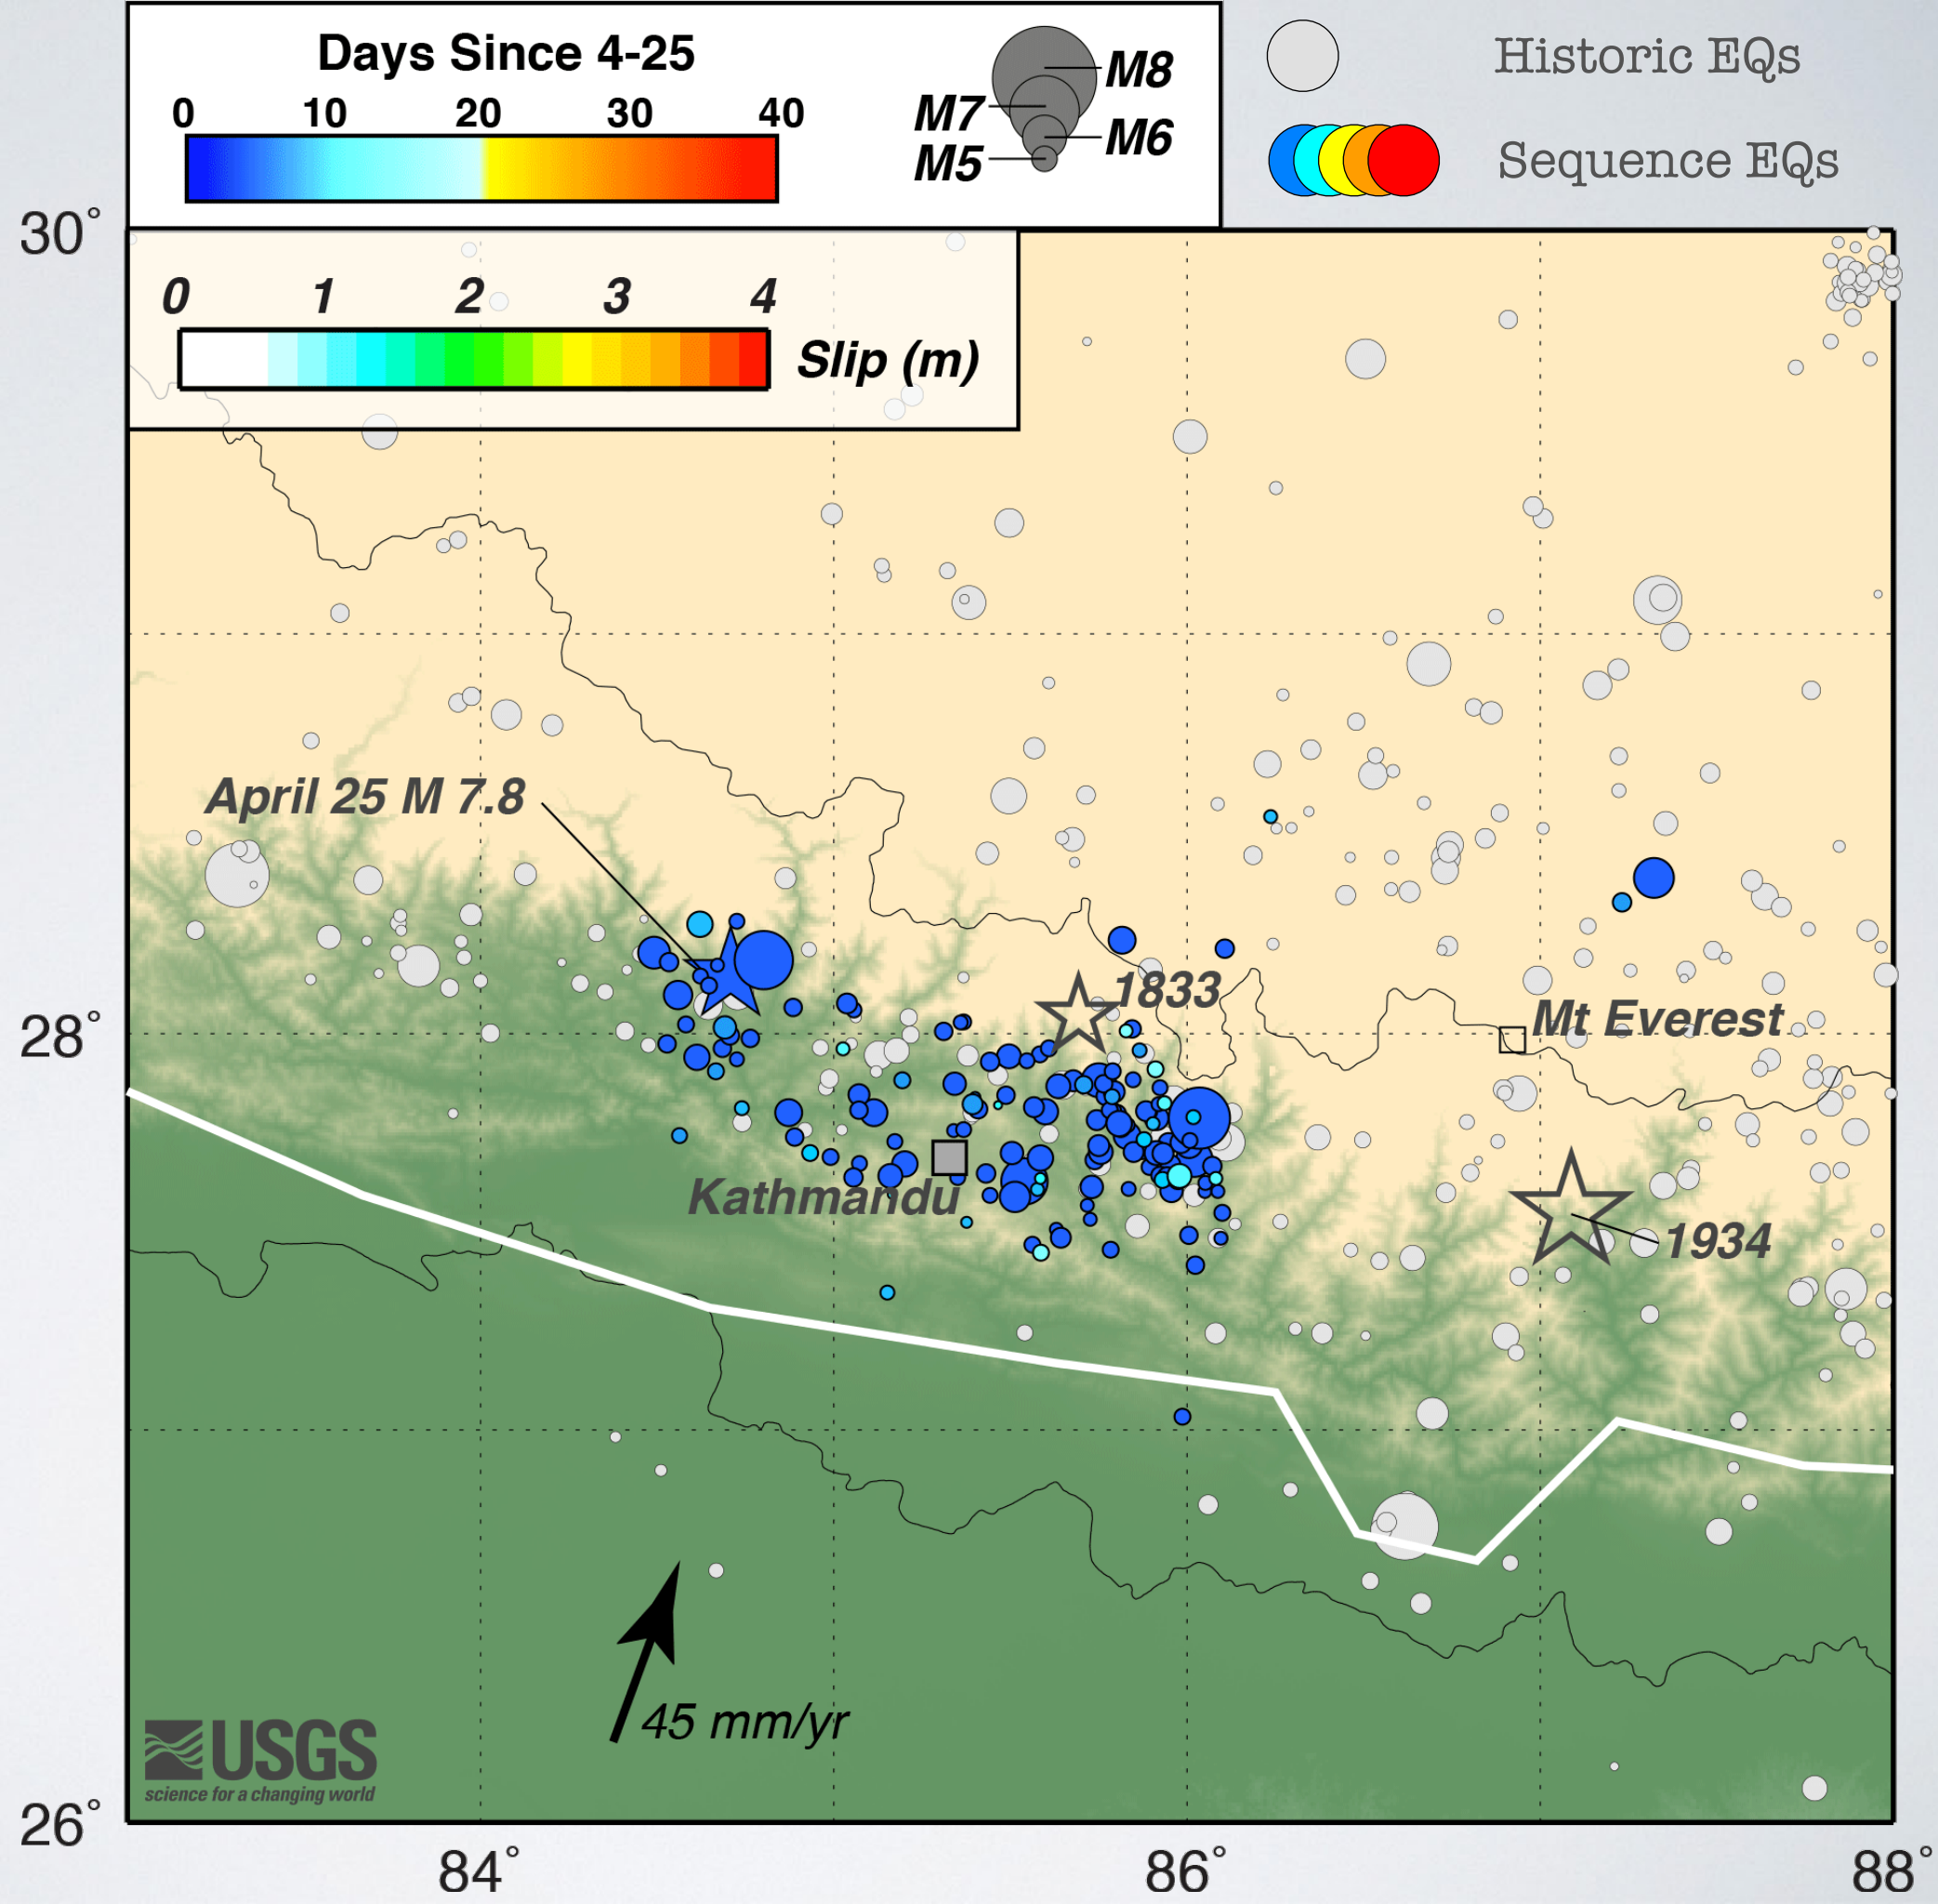 Days Since 4-25
0 10 20 30 40
M8
M7
M6
M5
Historic EQs
Sequence EQs
30°
0 1 2 3 4
Slip (m)
April 25 M 7.8
1833
28°
Mt Everest
Kathmandu
1934
45 mm/yr
USGS
science for a changing world
26°
84° 86° 88°